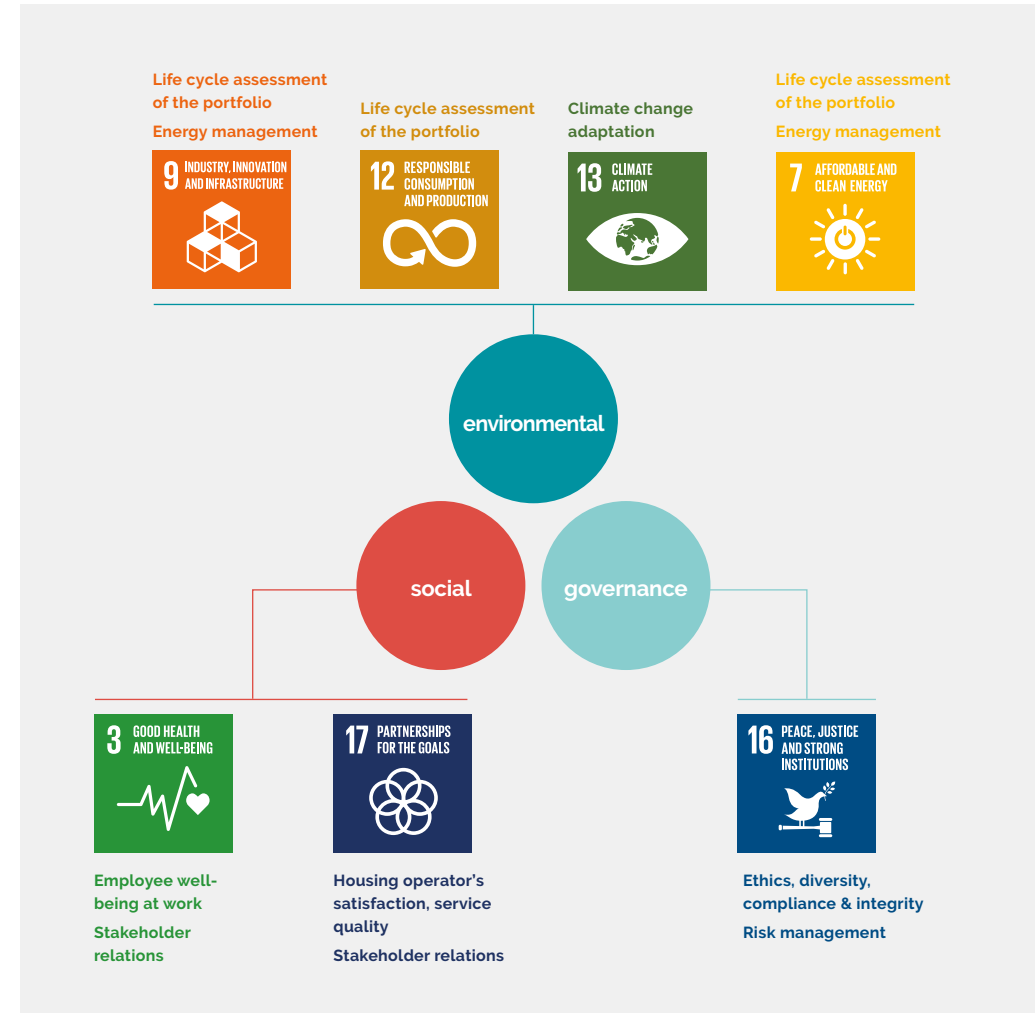 Life cycle assessment
of the portfolio
Energy management
9 INDUSTRY, INNOVATION
AND INFRASTRUCTURE
Life cycle assessment
of the portfolio
12 RESPONSIBLE
CONSUMPTION
AND PRODUCTION
Climate change
adaptation
13 CLIMATE
ACTION
Life cycle assessment
of the portfolio
Energy management
7 AFFORDABLE AND
CLEAN ENERGY
environmental
social
governance
3 GOOD HEALTH
AND WELL-BEING
Employee well-
being at work
Stakeholder
relations
17 PARTNERSHIPS
FOR THE GOALS
Housing operator's
satisfaction, service
quality
Stakeholder relations
16 PEACE, JUSTICE
AND STRONG
INSTITUTIONS
Ethics, diversity,
compliance & integrity
Risk management